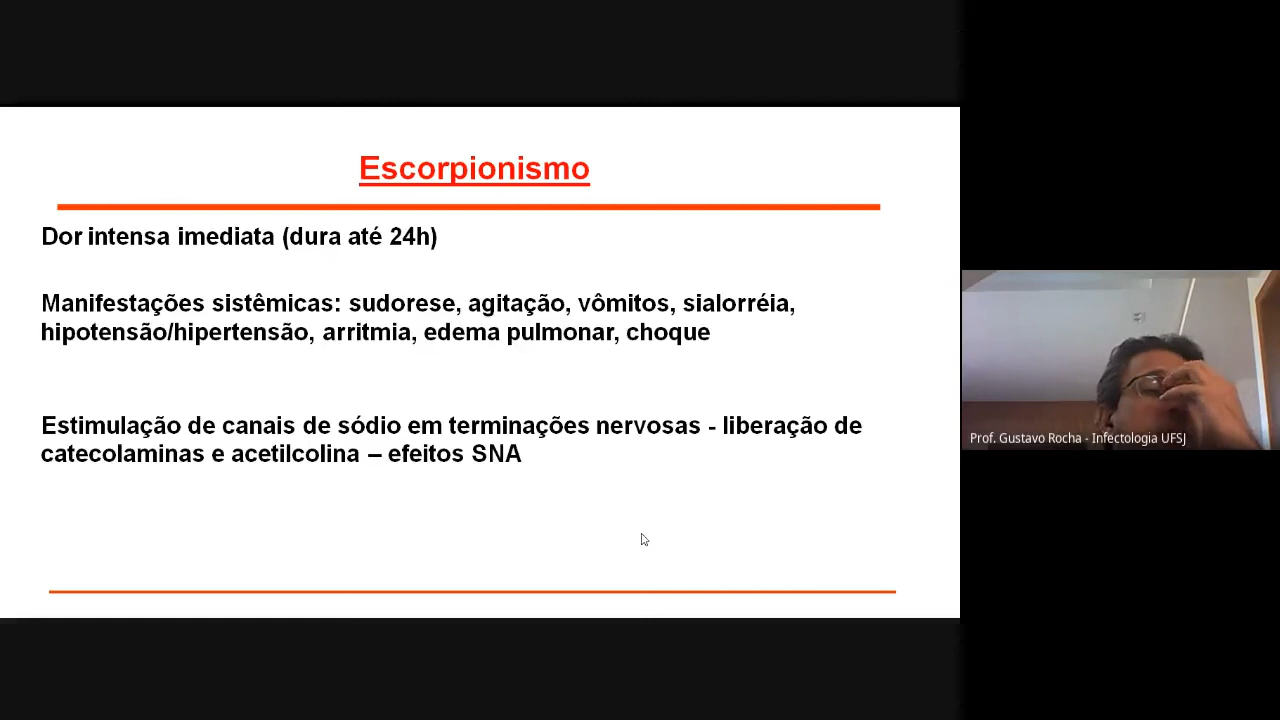 Escorpionismo
Dor intensa imediata (dura até 24h)
Manifestações sistêmicas: sudorese, agitação, vômitos, sialorréia,
hipotensão/hipertensão, arritmia, edema pulmonar, choque
Estimulação de canais de sódio em terminações nervosas - liberação de
catecolaminas e acetilcolina – efeitos SNA
Prof. Gustavo Rocha - Infectologia UFSJ